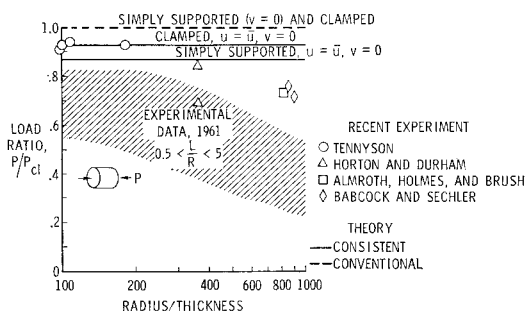 SIMPLY SUPPORTED (v = 0) AND CLAMPED
CLAMPED, u = ū, v = 0
SIMPLY SUPPORTED, u = ū, v = 0
1.0
.8
.6
.4
.2
0
LOAD
RATIO,
P/Pcl
EXPERIMENTAL
DATA, 1961
0.5 < L/R < 5
P
100
200
400
600
800
1000
RADIUS/THICKNESS
RECENT EXPERIMENT
TENNYSON
HORTON AND DURHAM
ALMROTH, HOLMES, AND BRUSH
BABCOCK AND SECHLER
THEORY
CONSISTENT
CONVENTIONAL